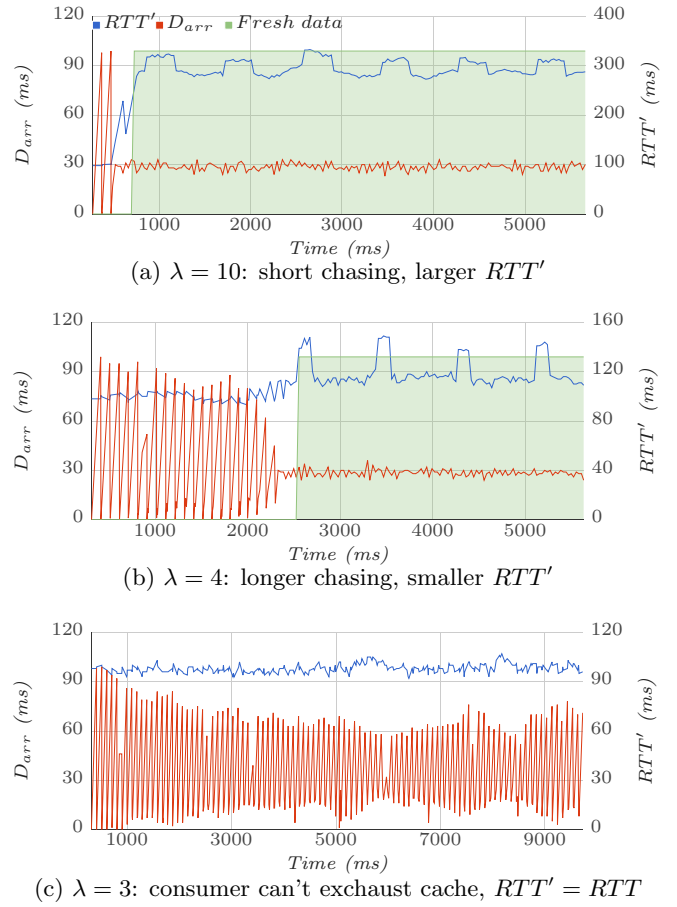 RTT′ D_arr Fresh data
120 400
90 300
60 200
30 100
0 0
D_arr (ms)
RTT′ (ms)
1000 2000 3000 4000 5000
Time (ms)
(a) λ = 10: short chasing, larger RTT′
120 160
90 120
60 80
30 40
0 0
D_arr (ms)
RTT′ (ms)
1000 2000 3000 4000 5000
Time (ms)
(b) λ = 4: longer chasing, smaller RTT′
120 120
90 90
60 60
30 30
0 0
D_arr (ms)
RTT′ (ms)
1000 3000 5000 7000 9000
Time (ms)
(c) λ = 3: consumer can't exhaust cache, RTT′ = RTT